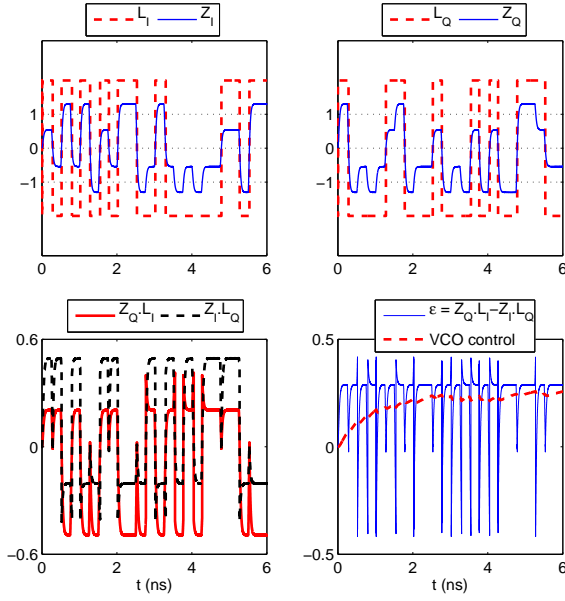 L_I Z_I
L_Q Z_Q
1
0
−1
0 2 4 6
1
0
−1
0 2 4 6
Z_Q.L_I Z_I.L_Q
ε = Z_Q.L_I−Z_I.L_Q
VCO control
0.6
0
−0.6
0 2 4 6
t (ns)
0.5
0
−0.5
0 2 4 6
t (ns)